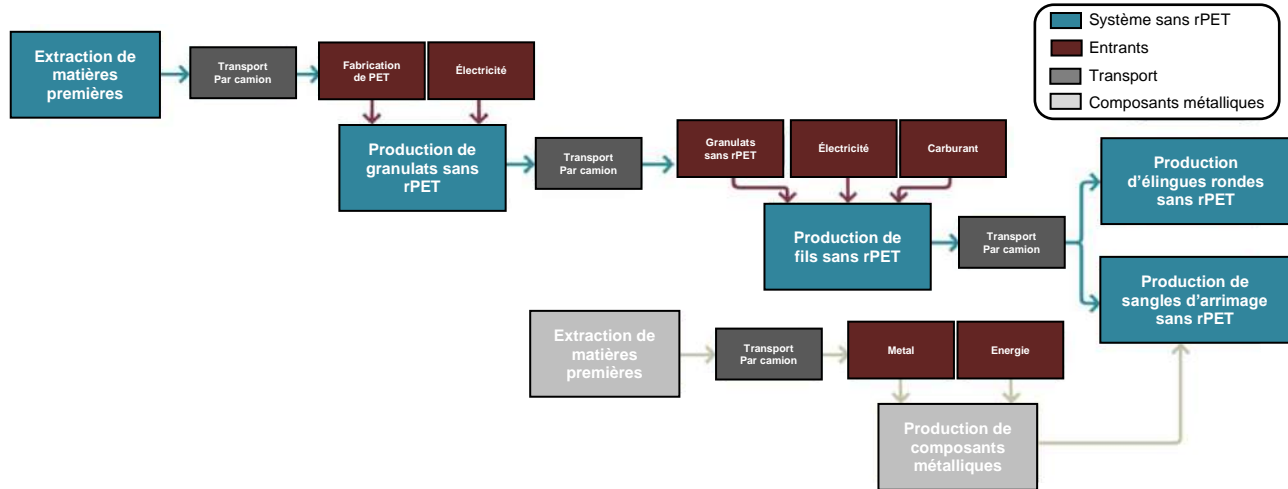 Système sans rPET
Entrants
Transport
Composants métalliques
Extraction de
matières
premières
Transport
Par camion
Fabrication
de PET
Électricité
Production de
granulats sans
rPET
Transport
Par camion
Granulats
sans rPET
Électricité
Carburant
Production de
fils sans rPET
Transport
Par camion
Production
d'élingues rondes
sans rPET
Production de
sangles d'arrimage
sans rPET
Extraction de
matières
premières
Transport
Par camion
Metal
Energie
Production de
composants
métalliques